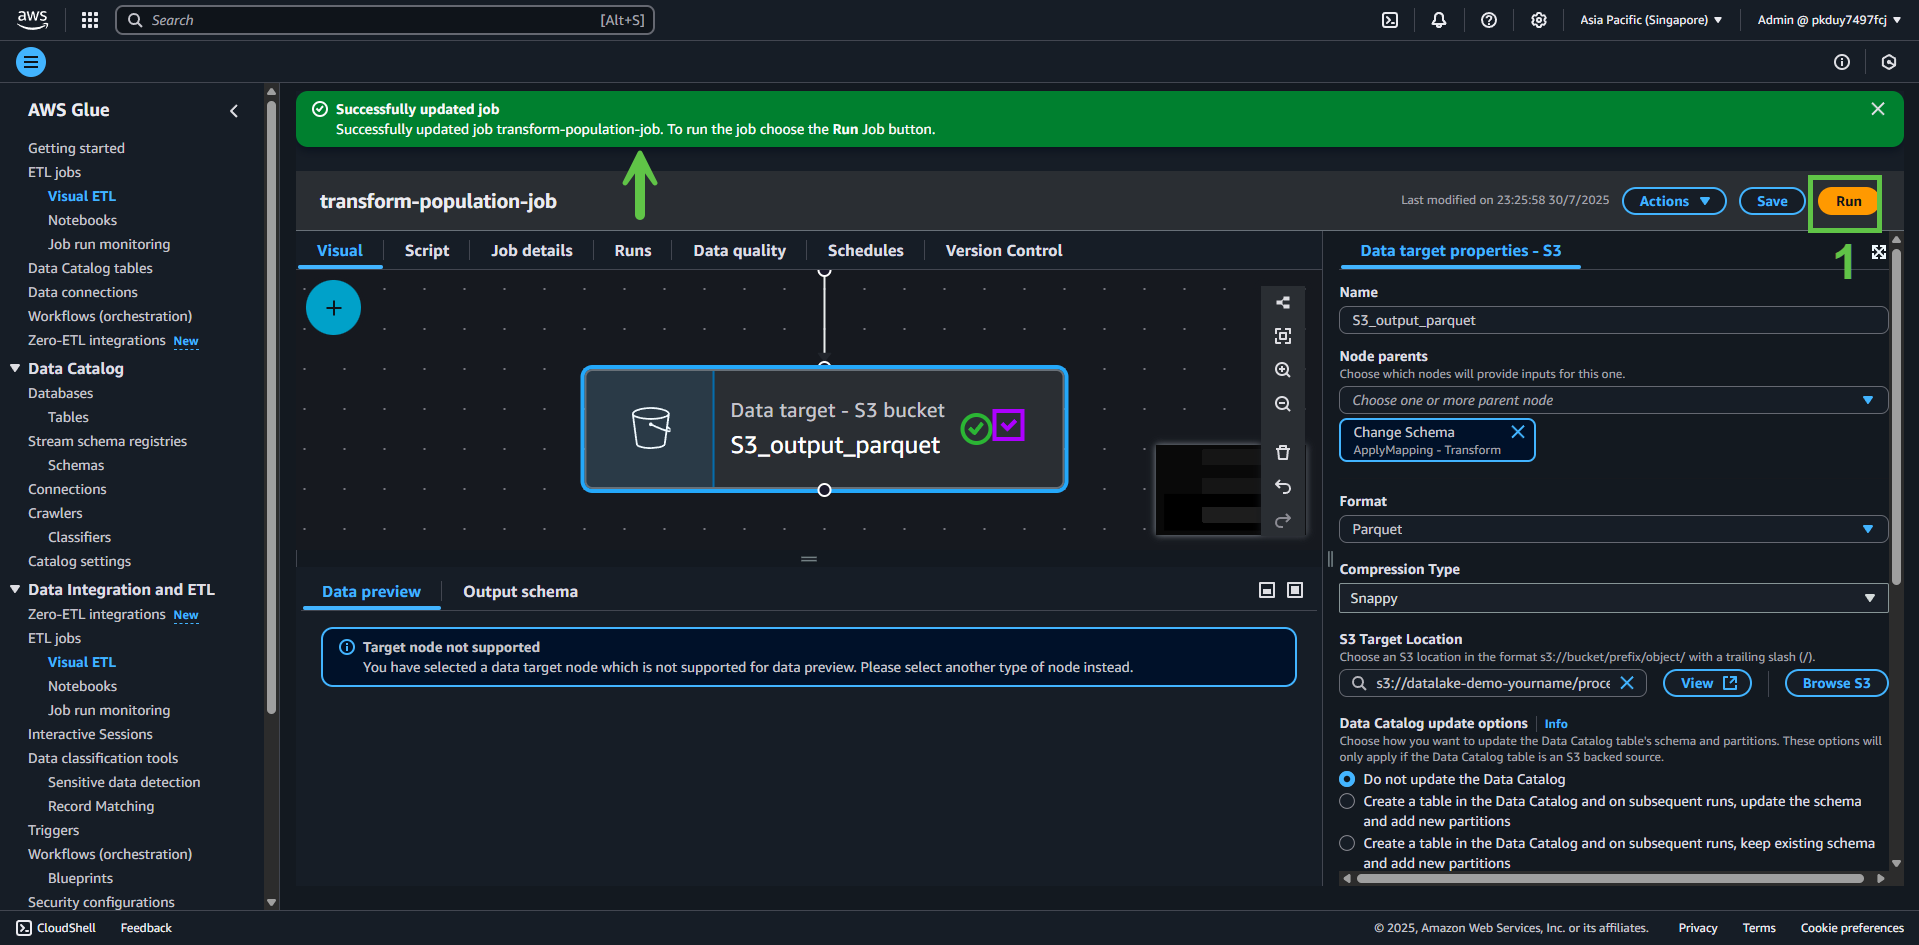 aws
Search
[Alt+S]
Asia Pacific (Singapore)
Admin @ pkduy7497fcj
AWS Glue
Getting started
ETL jobs
Visual ETL
Notebooks
Job run monitoring
Data Catalog tables
Data connections
Workflows (orchestration)
Zero-ETL integrations New
Data Catalog
Databases
Tables
Stream schema registries
Schemas
Connections
Crawlers
Classifiers
Catalog settings
Data Integration and ETL
Zero-ETL integrations New
ETL jobs
Visual ETL
Notebooks
Job run monitoring
Interactive Sessions
Data classification tools
Sensitive data detection
Record Matching
Triggers
Workflows (orchestration)
Blueprints
Security configurations
Successfully updated job
Successfully updated job transform-population-job. To run the job choose the Run Job button.
transform-population-job
Last modified on 23:25:58 30/7/2025
Actions
Save
Run
1
Visual
Script
Job details
Runs
Data quality
Schedules
Version Control
Data target - S3 bucket
S3_output_parquet
Data preview
Output schema
Target node not supported
You have selected a data target node which is not supported for data preview. Please select another type of node instead.
Data target properties - S3
Name
S3_output_parquet
Node parents
Choose which nodes will provide inputs for this one.
Choose one or more parent node
Change Schema
ApplyMapping - Transform
Format
Parquet
Compression Type
Snappy
S3 Target Location
Choose an S3 location in the format s3://bucket/prefix/object/ with a trailing slash (/).
s3://datalake-demo-yourname/proce
View
Browse S3
Data Catalog update options Info
Choose how you want to update the Data Catalog table's schema and partitions. These options will
only apply if the Data Catalog table is an S3 backed source.
Do not update the Data Catalog
Create a table in the Data Catalog and on subsequent runs, update the schema
and add new partitions
Create a table in the Data Catalog and on subsequent runs, keep existing schema
and add new partitions
CloudShell
Feedback
© 2025, Amazon Web Services, Inc. or its affiliates.
Privacy
Terms
Cookie preferences